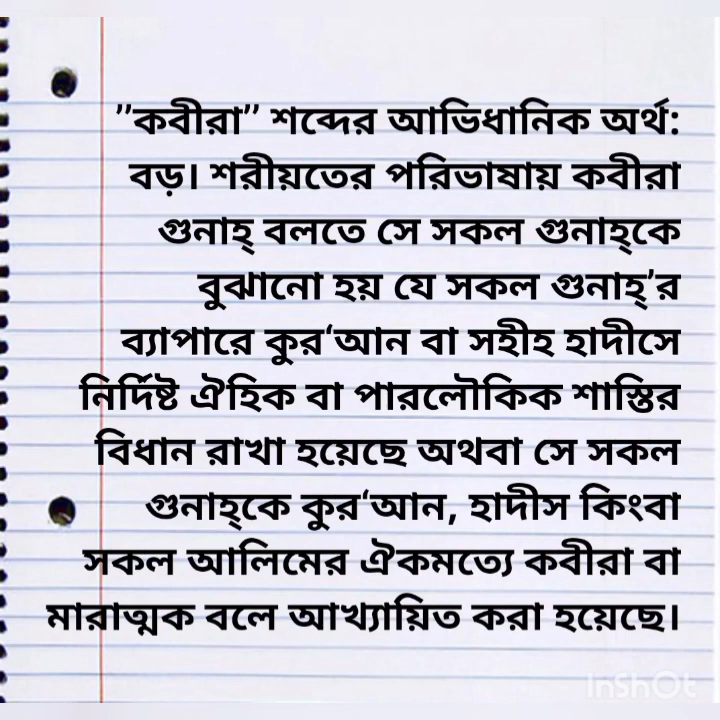 ”কবীরা” শব্দের আভিধানিক অর্থ:
বড়। শরীয়তের পরিভাষায় কবীরা
গুনাহ্ বলতে সে সকল গুনাহ্‌কে
বুঝানো হয় যে সকল গুনাহ্’র
ব্যাপারে কুর‘আন বা সহীহ হাদীসে
নির্দিষ্ট ঐহিক বা পারলৌকিক শাস্তির
বিধান রাখা হয়েছে অথবা সে সকল
গুনাহ্‌কে কুর‘আন, হাদীস কিংবা
সকল আলিমের ঐকমত্যে কবীরা বা
মারাত্মক বলে আখ্যায়িত করা হয়েছে।
InShOt